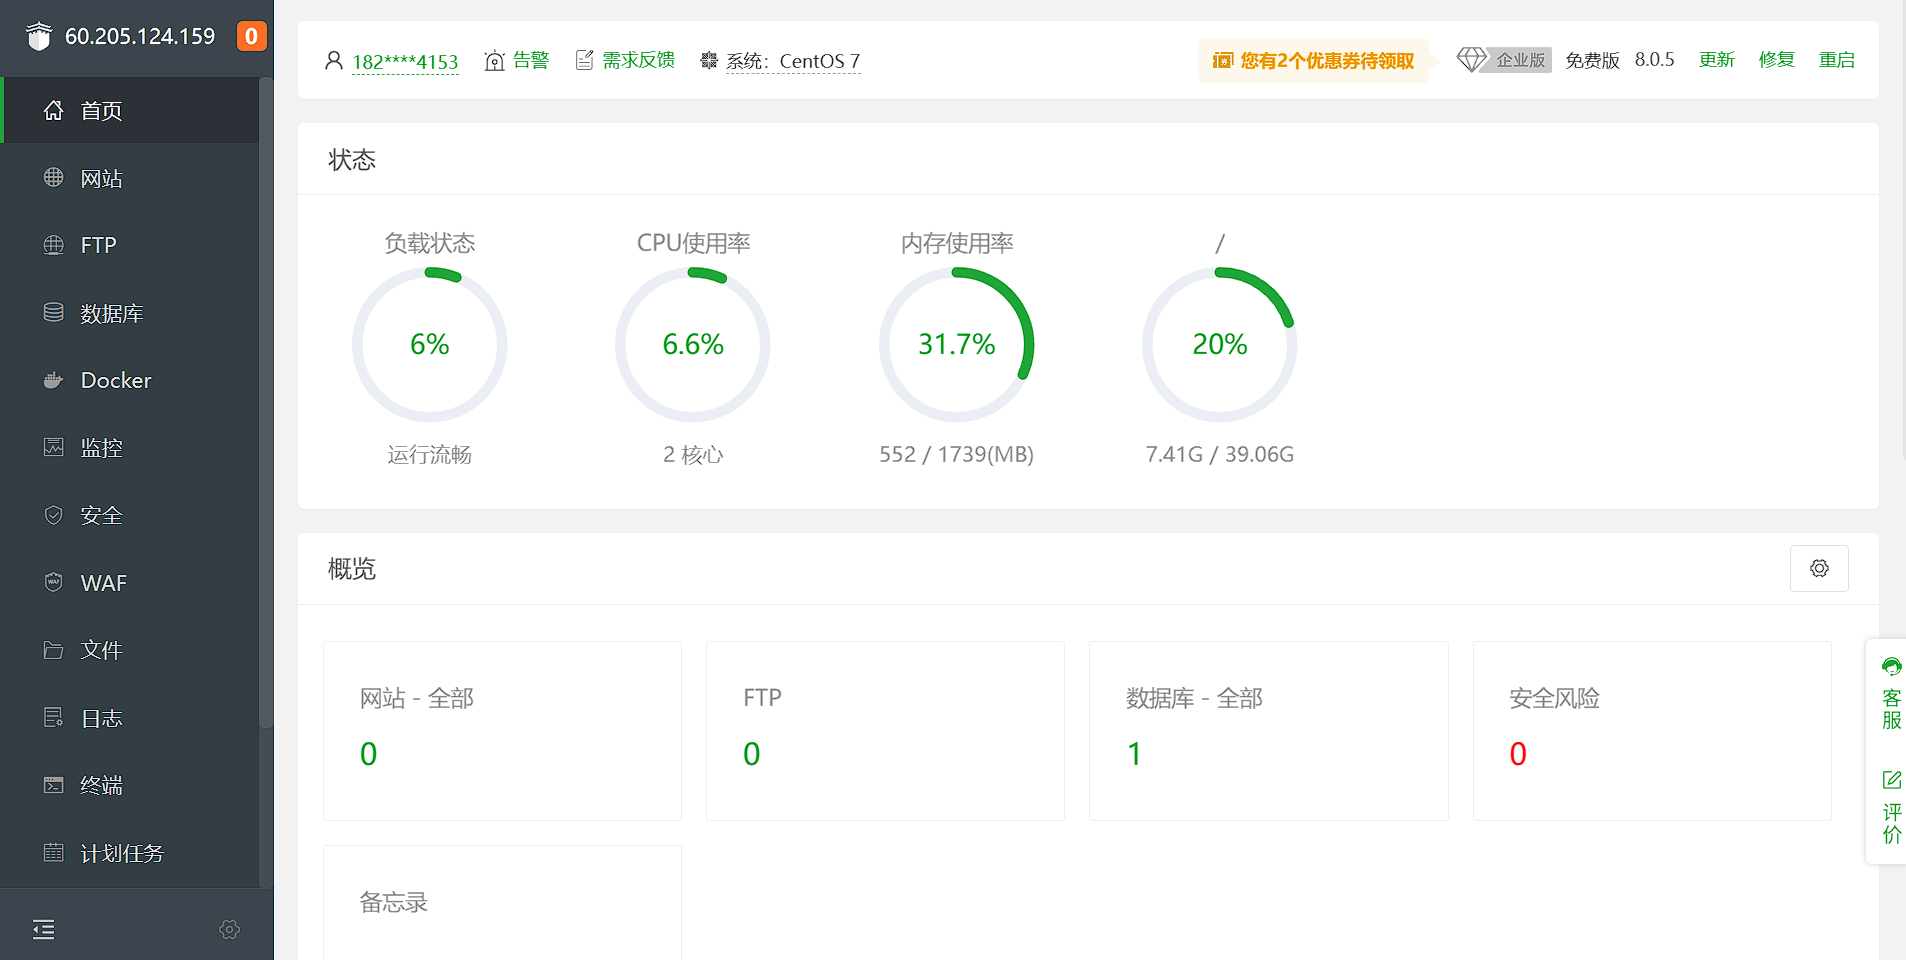 60.205.124.159
0
首页
网站
FTP
数据库
Docker
监控
安全
WAF
文件
日志
终端
计划任务
182****4153 告警 需求反馈 系统: CentOS 7
您有2个优惠券待领取 企业版 免费版 8.0.5 更新 修复 重启
状态
负载状态 CPU使用率 内存使用率 /
6% 6.6% 31.7% 20%
运行流畅 2 核心 552 / 1739(MB) 7.41G / 39.06G
概览
网站 - 全部 FTP 数据库 - 全部 安全风险
0 0 1 0
备忘录
客服
评价